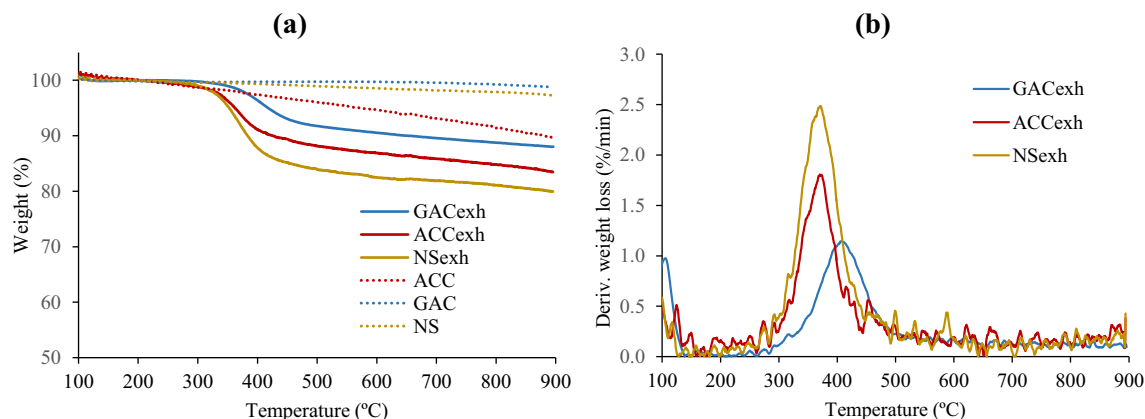 (a)
100
90
80
70
60
50
Weight (%)
100 200 300 400 500 600 700 800 900
Temperature (ºC)
GACexh
ACCexh
NSexh
ACC
GAC
NS
(b)
3.0
2.5
2.0
1.5
1.0
0.5
0.0
Deriv. weight loss (%/min)
100 200 300 400 500 600 700 800 900
Temperature (ºC)
GACexh
ACCexh
NSexh